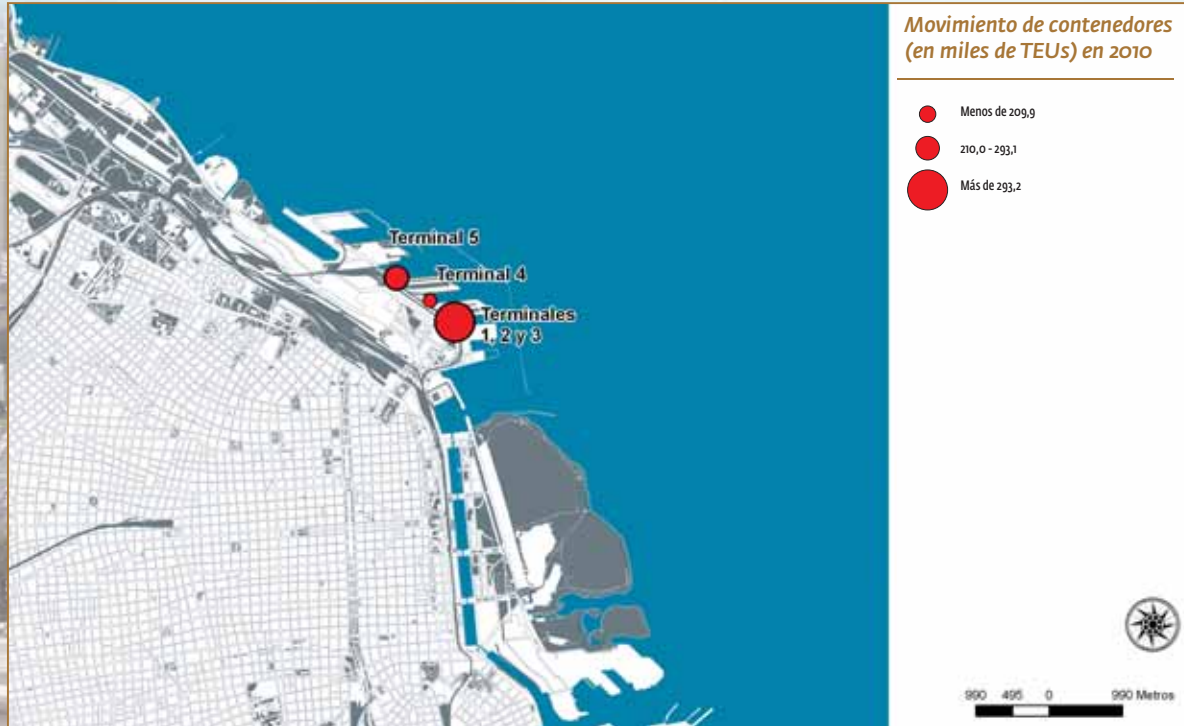 Movimiento de contenedores
(en miles de TEUs) en 2010
Menos de 209,9
210,0 - 293,1
Más de 293,2
Terminal 5
Terminal 4
Terminales
1, 2 y 3
990 495 0 990 Metros